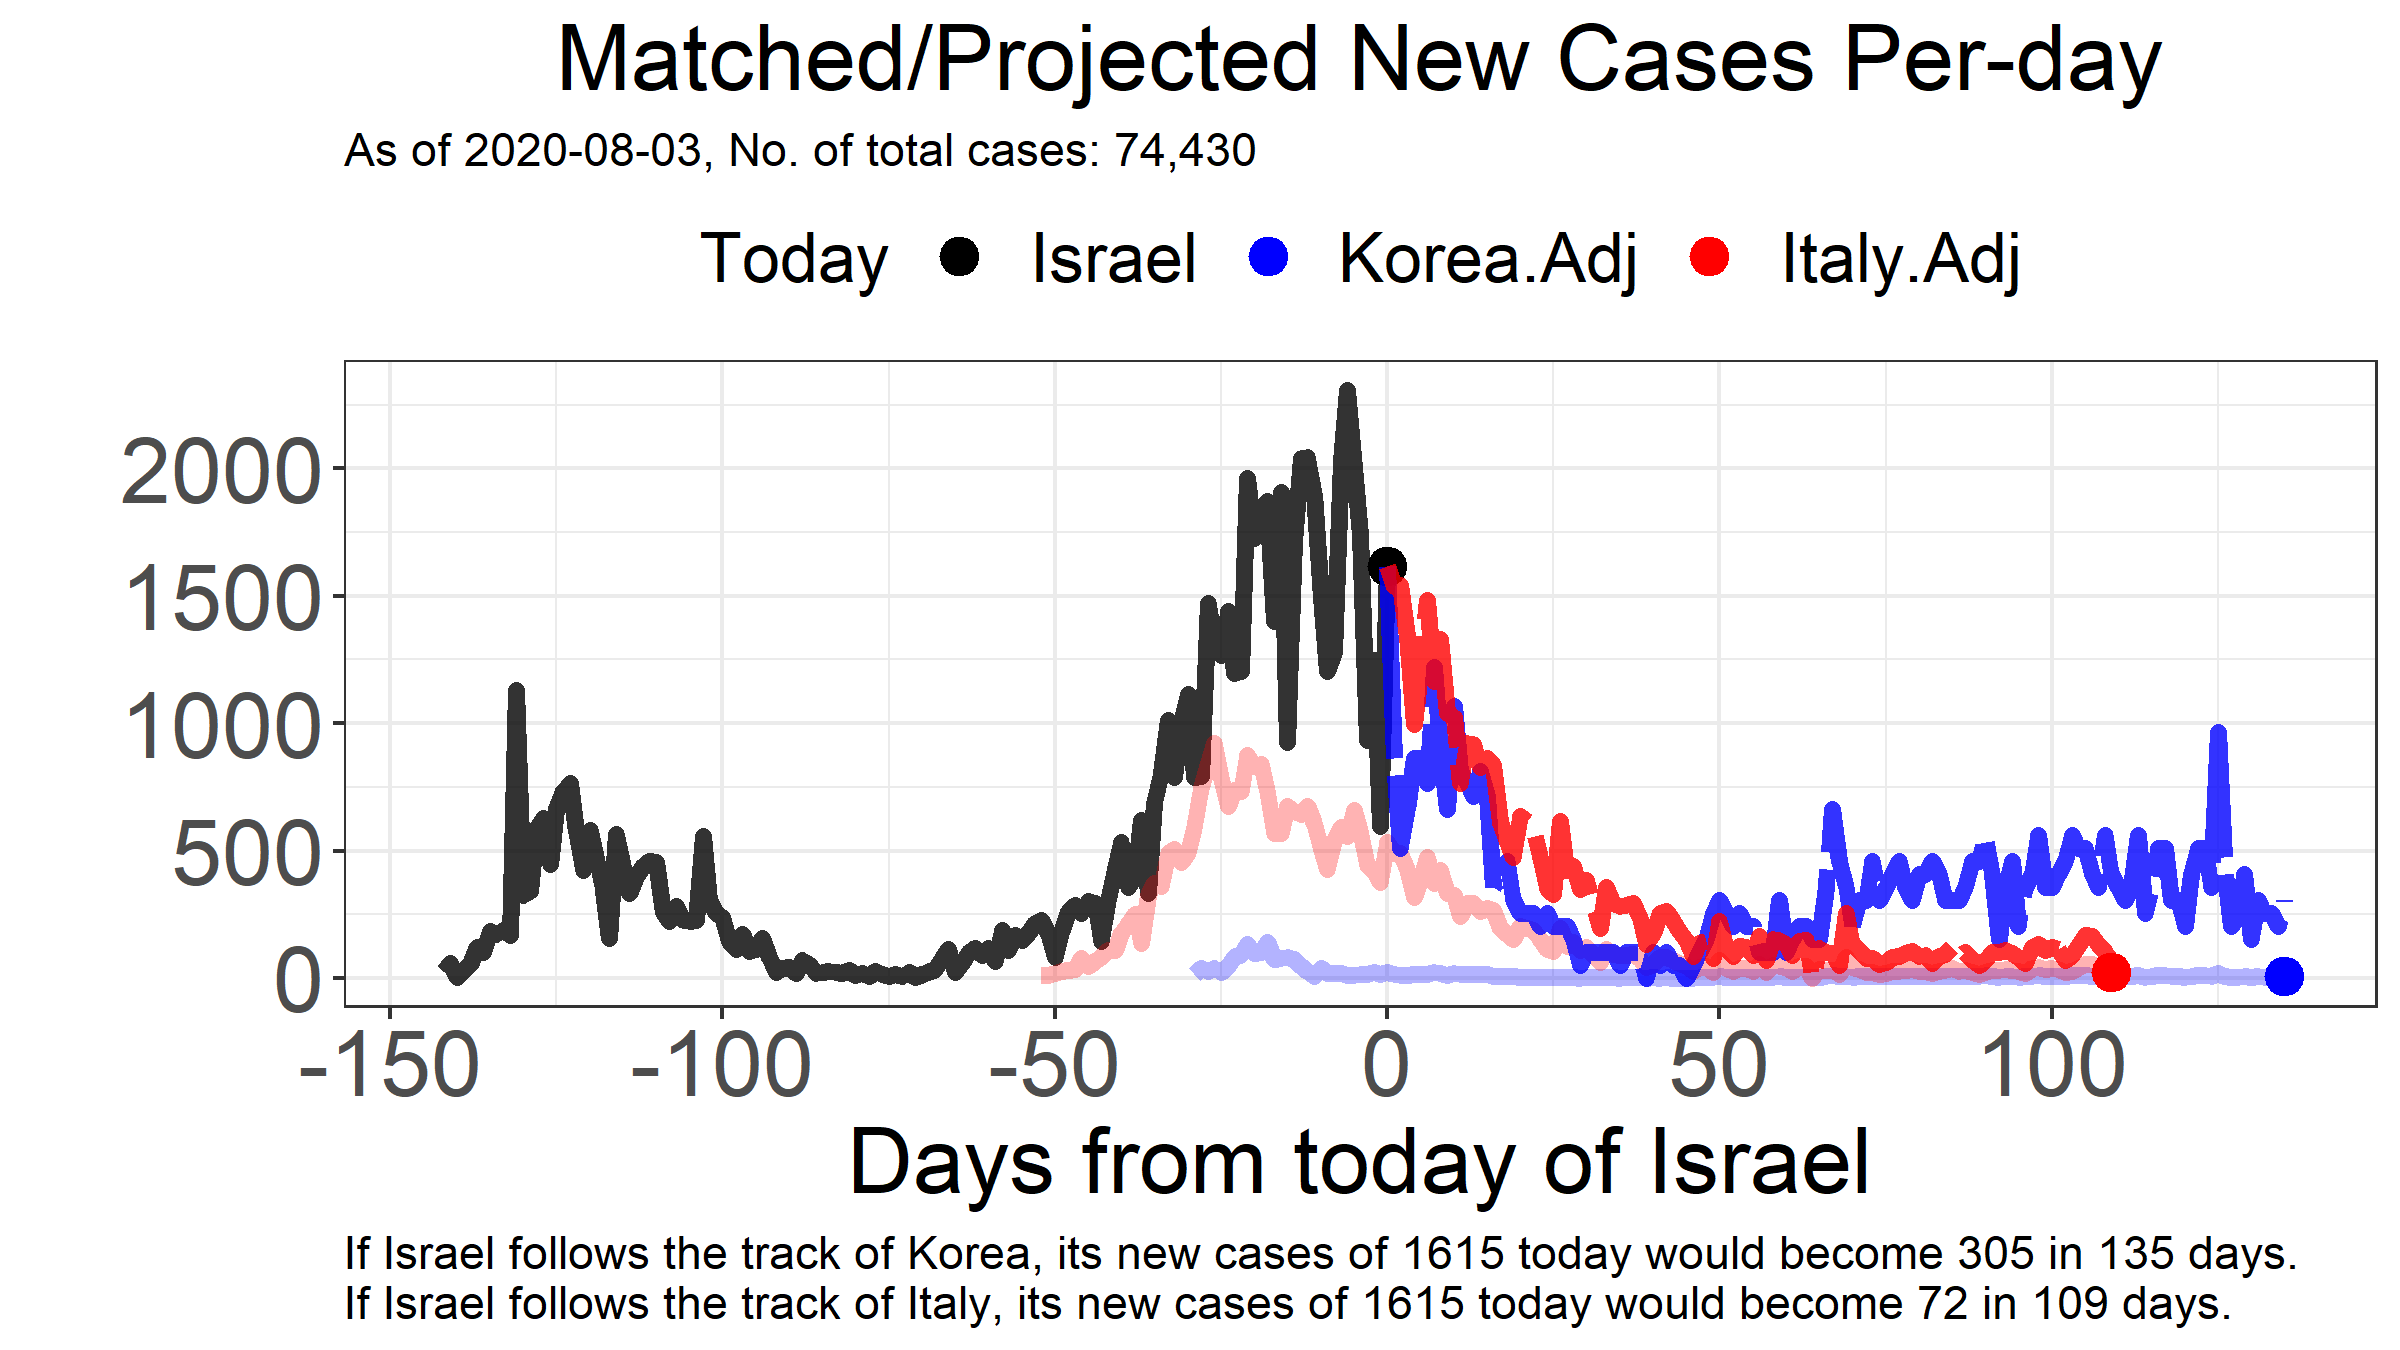 Matched/Projected New Cases Per-day
As of 2020-08-03, No. of total cases: 74,430
Today Israel Korea.Adj Italy.Adj
2000
1500
1000
500
0
-150 -100 -50 0 50 100
Days from today of Israel
If Israel follows the track of Korea, its new cases of 1615 today would become 305 in 135 days.
If Israel follows the track of Italy, its new cases of 1615 today would become 72 in 109 days.